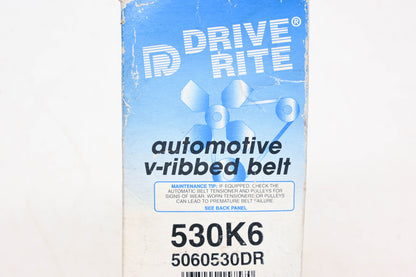 DRIVE®
DR RITE
automotive
v-ribbed belt
MAINTENANCE TIP: IF EQUIPPED, CHECK THE
AUTOMATIC BELT TENSIONER AND PULLEYS FOR
SIGNS OF WEAR. WORN TENSIONERS OR PULLEYS
CAN LEAD TO PREMATURE BELT FAILURE.
SEE BACK PANEL
530K6
5060530DR